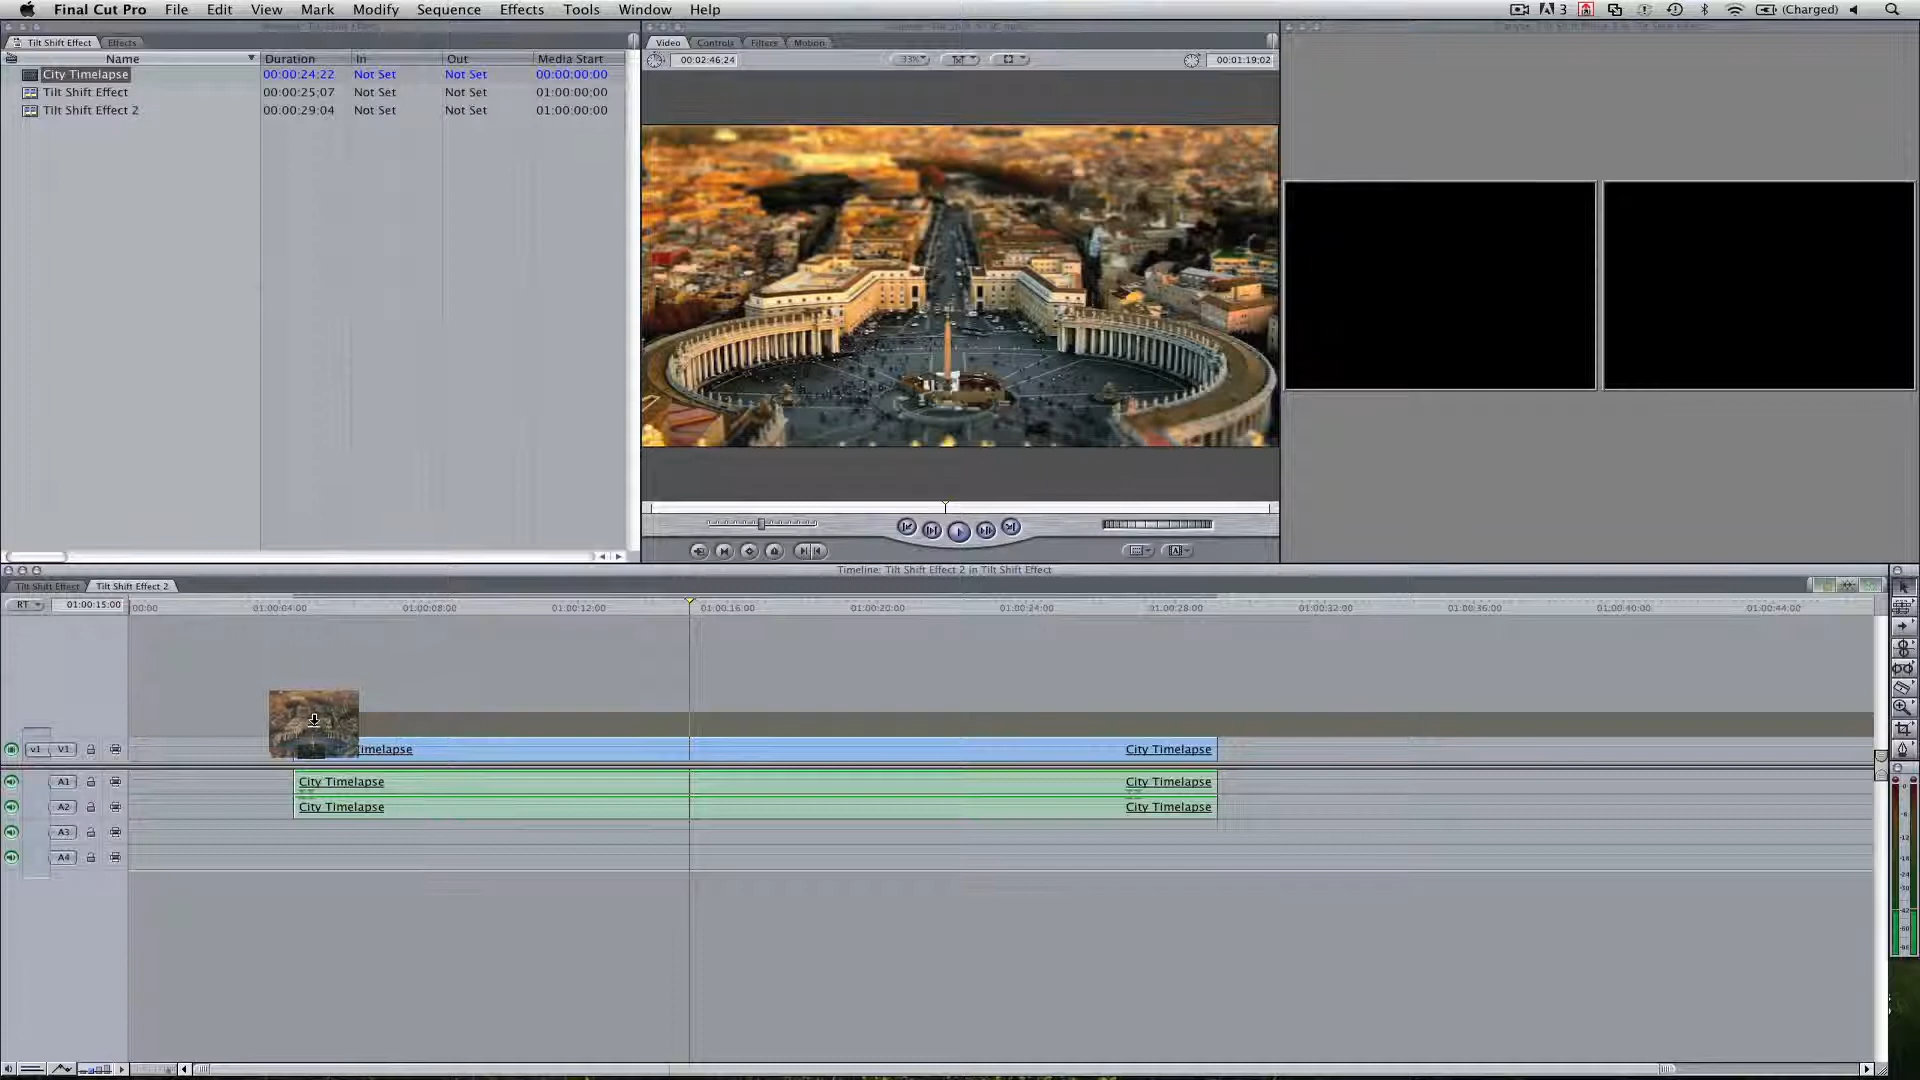 Final Cut Pro File Edit View Mark Modify Sequence Effects Tools Window Help 3 (Charged)
Tilt Shift Effect Effects
Name Duration In Out Media Start
City Timelapse 00:00:24:22 Not Set Not Set 00:00:00:00
Tilt Shift Effect 00:00:25;07 Not Set Not Set 01:00:00;00
Tilt Shift Effect 2 00:00:29:04 Not Set Not Set 01:00:00:00
Video Controls Filters Motion
00:02:46;24 33% 00:01:19;02
Timeline: Tilt Shift Effect 2 in Tilt Shift Effect
Tilt Shift Effect Tilt Shift Effect 2
RT 01:00:15:00 00:00 01:00:04:00 01:00:08:00 01:00:12:00 01:00:16:00 01:00:20:00 01:00:24:00 01:00:28:00 01:00:32:00 01:00:36:00 01:00:40:00 01:00:44:00
v1 V1 imelapse City Timelapse
A1 City Timelapse City Timelapse
A2 City Timelapse City Timelapse
A3
A4